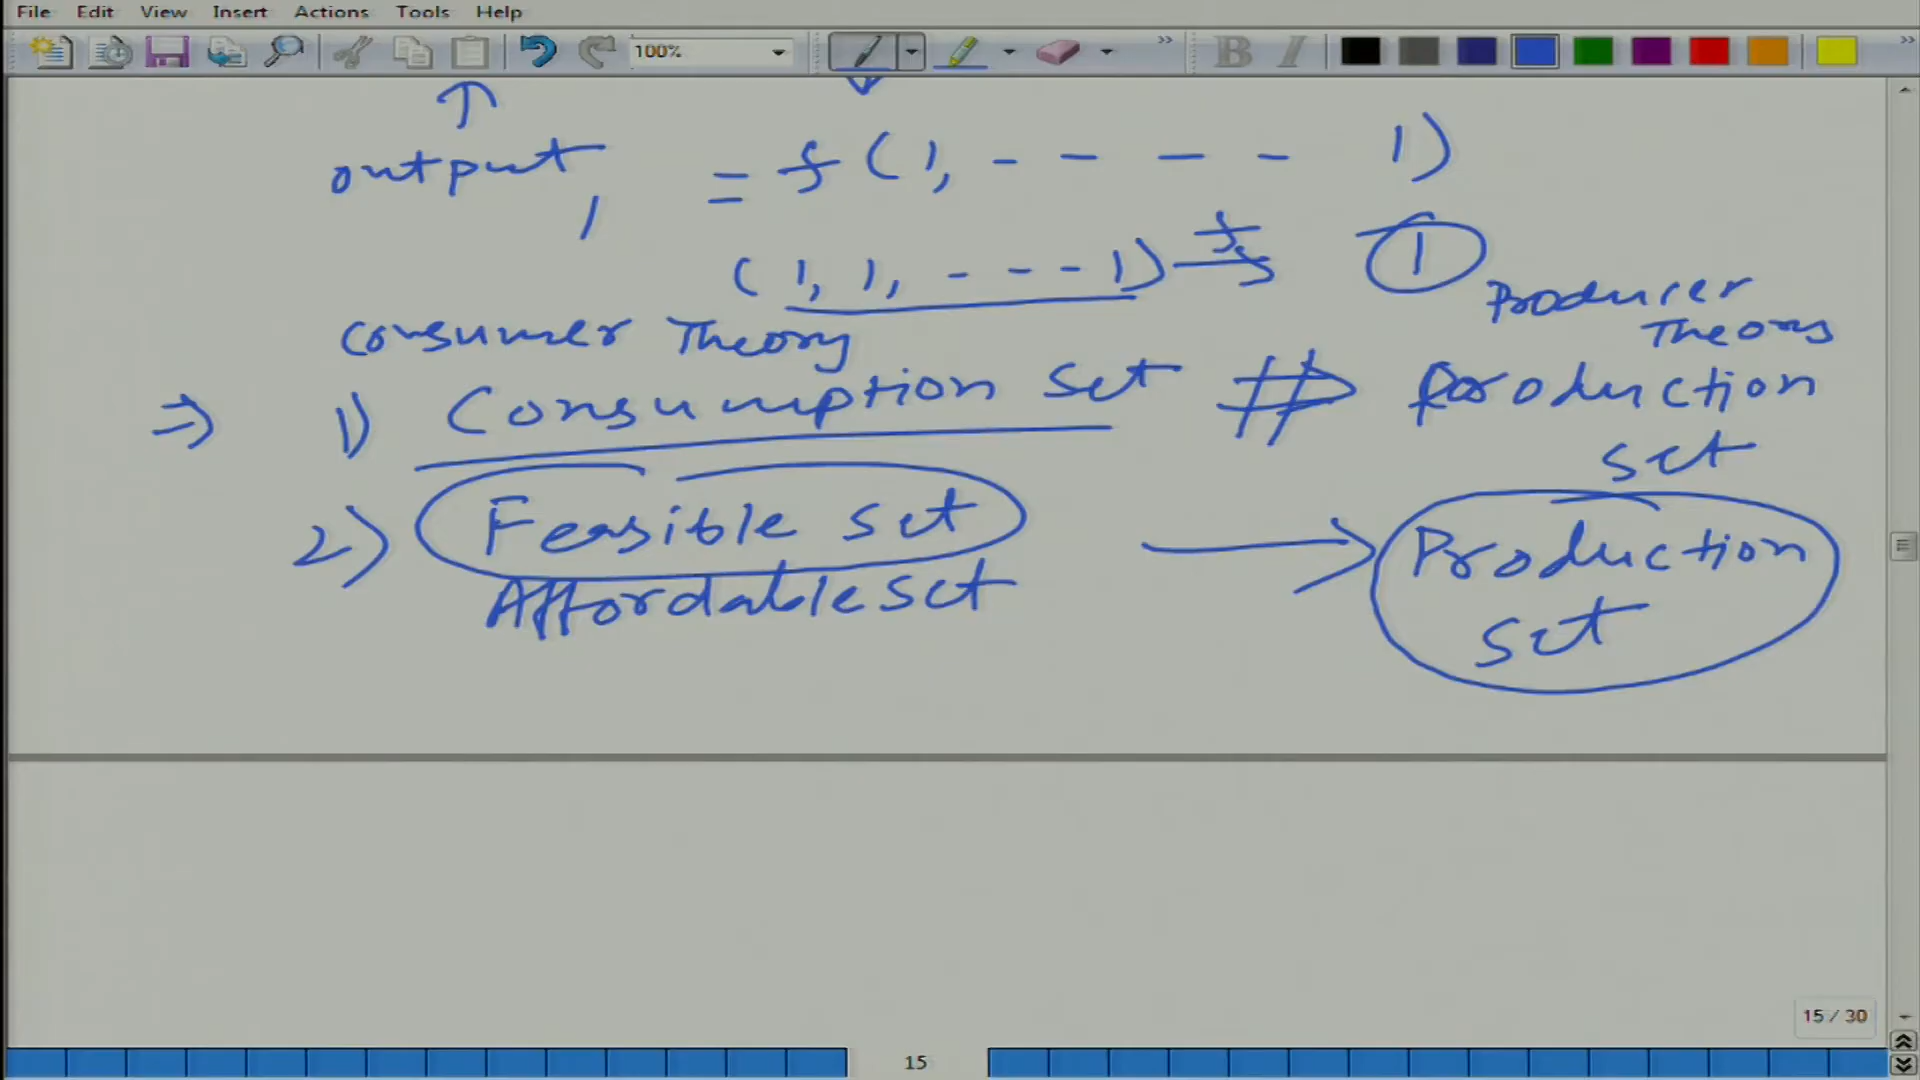 File Edit View Insert Actions Tools Help
100%
output = f ( 1, - - - - 1 )
1
( 1, 1, - - - 1 ) f → 1
Producer
Theory
Consumer Theory
⇒ 1) Consumption Set ⇏ Production
set
2) Feasible set → Production
set
Affordable set
15 / 30
15